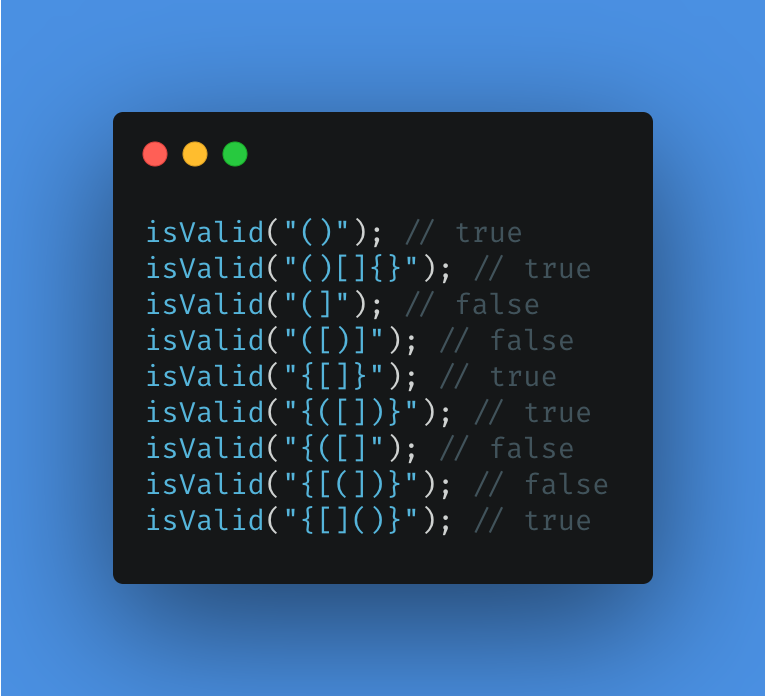 isValid("()"); // true
isValid("()[]{}"); // true
isValid("(]"); // false
isValid("([)]"); // false
isValid("{[]}"); // true
isValid("{([])}"); // true
isValid("{([]"); // false
isValid("{[(])}"); // false
isValid("{[]()}"); // true